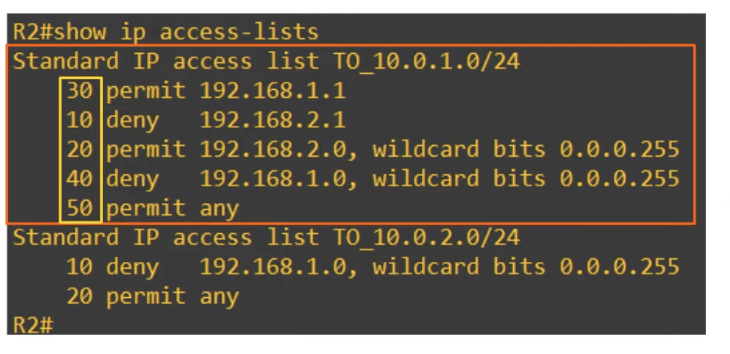 R2#show ip access-lists
Standard IP access list TO_10.0.1.0/24
    30 permit 192.168.1.1
    10 deny   192.168.2.1
    20 permit 192.168.2.0, wildcard bits 0.0.0.255
    40 deny   192.168.1.0, wildcard bits 0.0.0.255
    50 permit any
Standard IP access list TO_10.0.2.0/24
    10 deny   192.168.1.0, wildcard bits 0.0.0.255
    20 permit any
R2#